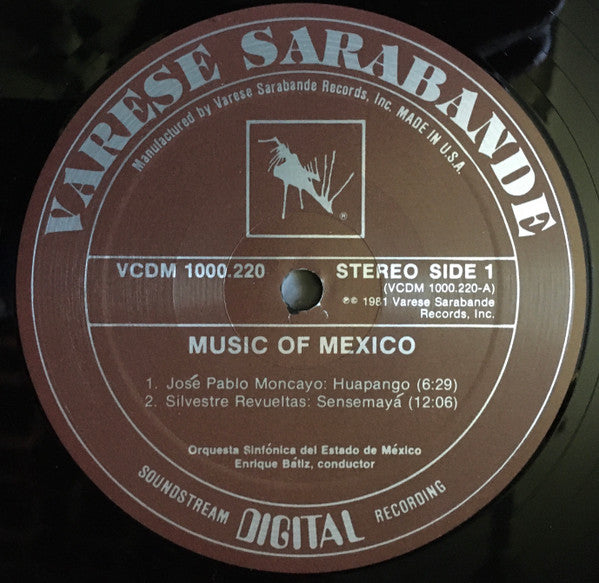 VARESE SARABANDE
Manufactured by Varese Sarabande Records, Inc. MADE IN U.S.A.
®
VCDM 1000.220
STEREO SIDE 1
(VCDM 1000.220-A)
℗© 1981 Varese Sarabande
Records, Inc.
MUSIC OF MEXICO
1. José Pablo Moncayo: Huapango (6:29)
2. Silvestre Revueltas: Sensemayá (12:06)
Orquesta Sinfónica del Estado de México
Enrique Bátiz, conductor
SOUNDSTREAM DIGITAL RECORDING